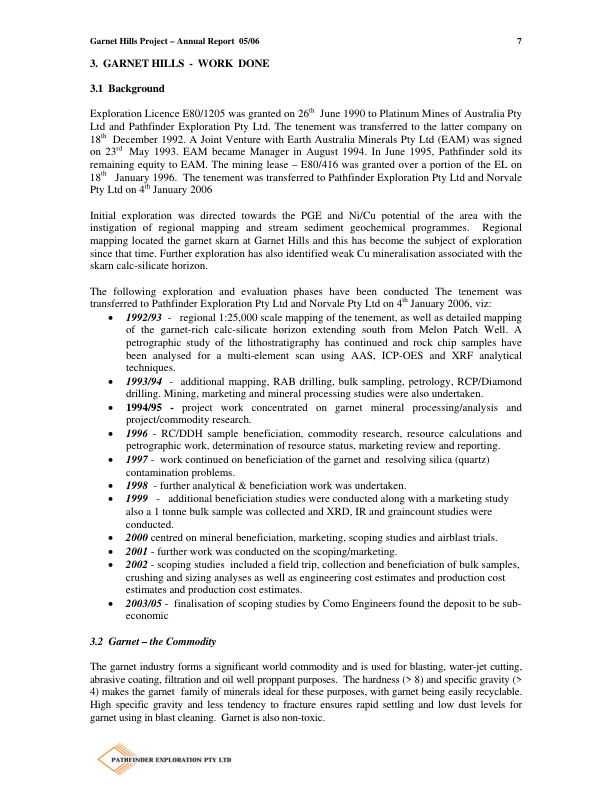 Garnet Hills Project – Annual Report 05/06 7
3. GARNET HILLS - WORK DONE
3.1 Background
Exploration Licence E80/1205 was granted on 26th June 1990 to Platinum Mines of Australia Pty
Ltd and Pathfinder Exploration Pty Ltd. The tenement was transferred to the latter company on
18th December 1992. A Joint Venture with Earth Australia Minerals Pty Ltd (EAM) was signed
on 23rd May 1993. EAM became Manager in August 1994. In June 1995, Pathfinder sold its
remaining equity to EAM. The mining lease – E80/416 was granted over a portion of the EL on
18th January 1996. The tenement was transferred to Pathfinder Exploration Pty Ltd and Norvale
Pty Ltd on 4th January 2006
Initial exploration was directed towards the PGE and Ni/Cu potential of the area with the
instigation of regional mapping and stream sediment geochemical programmes. Regional
mapping located the garnet skarn at Garnet Hills and this has become the subject of exploration
since that time. Further exploration has also identified weak Cu mineralisation associated with the
skarn calc-silicate horizon.
The following exploration and evaluation phases have been conducted The tenement was
transferred to Pathfinder Exploration Pty Ltd and Norvale Pty Ltd on 4th January 2006, viz:
• 1992/93 - regional 1:25,000 scale mapping of the tenement, as well as detailed mapping
of the garnet-rich calc-silicate horizon extending south from Melon Patch Well. A
petrographic study of the lithostratigraphy has continued and rock chip samples have
been analysed for a multi-element scan using AAS, ICP-OES and XRF analytical
techniques.
• 1993/94 - additional mapping, RAB drilling, bulk sampling, petrology, RCP/Diamond
drilling. Mining, marketing and mineral processing studies were also undertaken.
• 1994/95 - project work concentrated on garnet mineral processing/analysis and
project/commodity research.
• 1996 - RC/DDH sample beneficiation, commodity research, resource calculations and
petrographic work, determination of resource status, marketing review and reporting.
• 1997 - work continued on beneficiation of the garnet and resolving silica (quartz)
contamination problems.
• 1998 - further analytical & beneficiation work was undertaken.
• 1999 - additional beneficiation studies were conducted along with a marketing study
also a 1 tonne bulk sample was collected and XRD, IR and graincount studies were
conducted.
• 2000 centred on mineral beneficiation, marketing, scoping studies and airblast trials.
• 2001 - further work was conducted on the scoping/marketing.
• 2002 - scoping studies included a field trip, collection and beneficiation of bulk samples,
crushing and sizing analyses as well as engineering cost estimates and production cost
estimates and production cost estimates.
• 2003/05 - finalisation of scoping studies by Como Engineers found the deposit to be sub-
economic
3.2 Garnet – the Commodity
The garnet industry forms a significant world commodity and is used for blasting, water-jet cutting,
abrasive coating, filtration and oil well proppant purposes. The hardness (> 8) and specific gravity (>
4) makes the garnet family of minerals ideal for these purposes, with garnet being easily recyclable.
High specific gravity and less tendency to fracture ensures rapid settling and low dust levels for
garnet using in blast cleaning. Garnet is also non-toxic.
PATHFINDER EXPLORATION PTY LTD